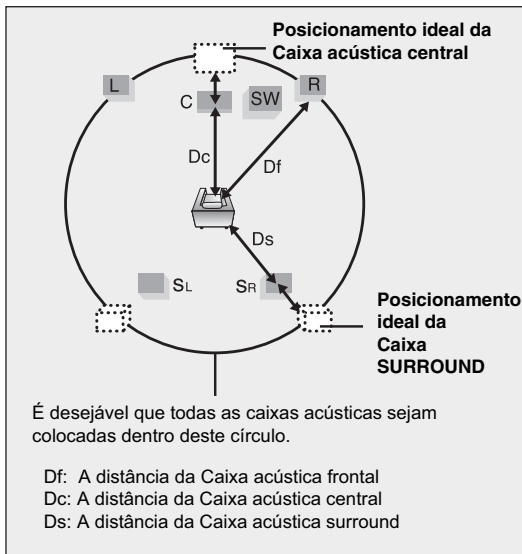 Posicionamento ideal da
Caixa acústica central
L
C
SW
R
Dc
Df
Ds
SL
SR
Posicionamento
ideal da
Caixa
SURROUND
É desejável que todas as caixas acústicas sejam
colocadas dentro deste círculo.
Df: A distância da Caixa acústica frontal
Dc: A distância da Caixa acústica central
Ds: A distância da Caixa acústica surround